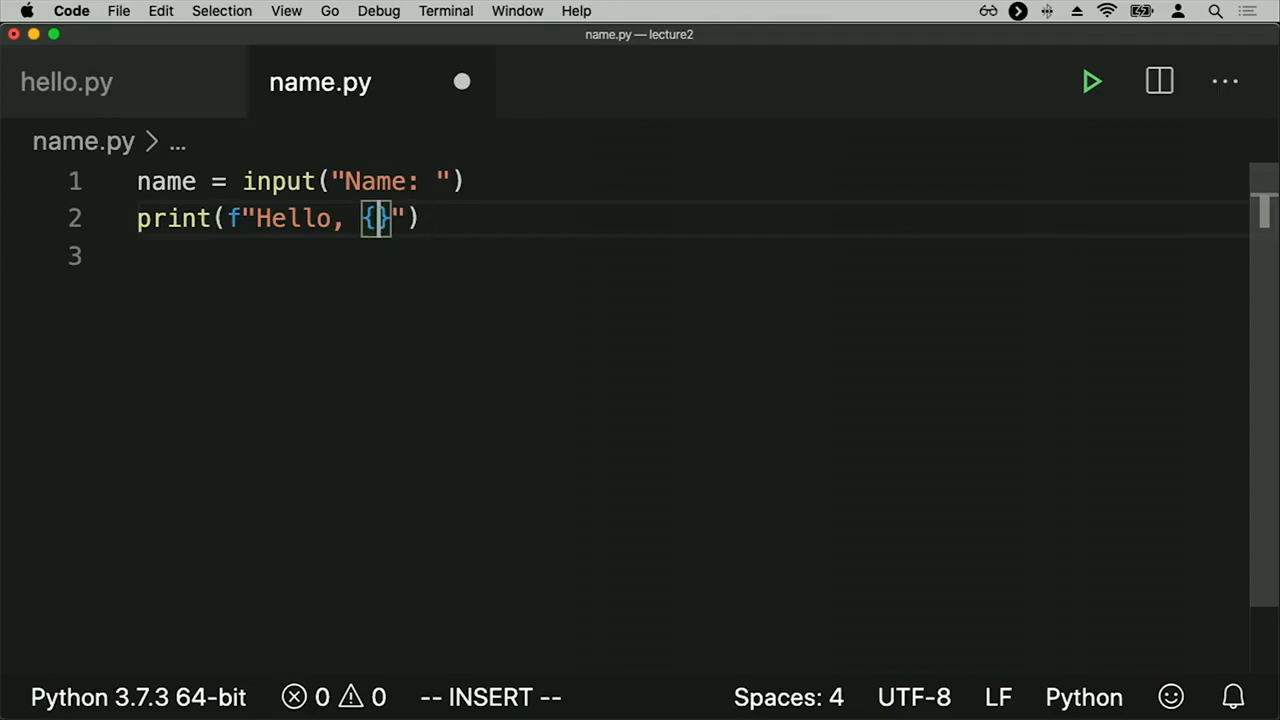 Code File Edit Selection View Go Debug Terminal Window Help
name.py — lecture2
hello.py name.py
name.py > ...
1 name = input("Name: ")
2 print(f"Hello, {}")
3
Python 3.7.3 64-bit 0 0 -- INSERT -- Spaces: 4 UTF-8 LF Python